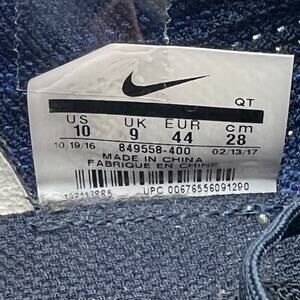 QT
US UK EUR cm
10 9 44 28
10/19/16 849558-400 02/13/17
MADE IN CHINA
FABRIQUE EN CHINE
UPC 00676556091290